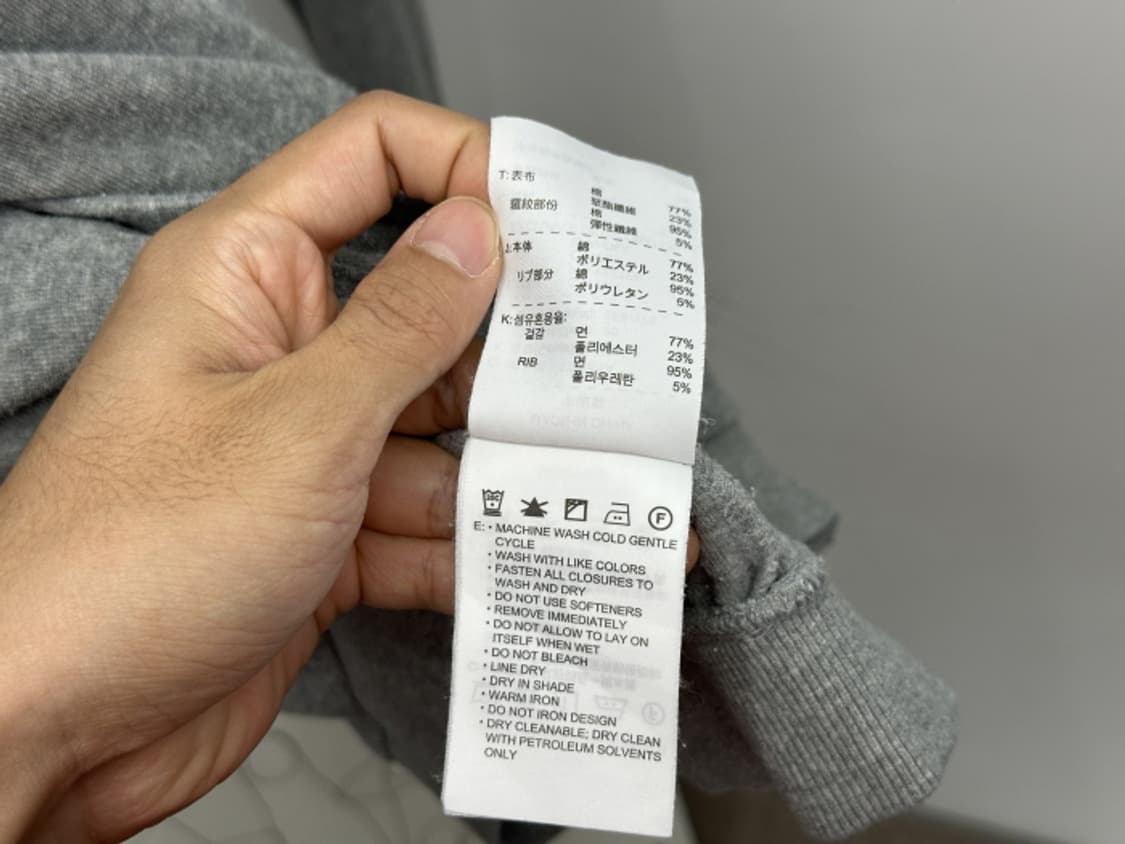 T: 表布
棉 77%
聚酯纖維 23%
羅紋部份 棉 95%
彈性纖維 5%
J:本体 綿 77%
ポリエステル 23%
リブ部分 綿 95%
ポリウレタン 5%
K:섬유혼용율:
겉감 면 77%
폴리에스터 23%
RIB 면 95%
폴리우레탄 5%
F
E: • MACHINE WASH COLD GENTLE
CYCLE
• WASH WITH LIKE COLORS
• FASTEN ALL CLOSURES TO
WASH AND DRY
• DO NOT USE SOFTENERS
• REMOVE IMMEDIATELY
• DO NOT ALLOW TO LAY ON
ITSELF WHEN WET
• DO NOT BLEACH
• LINE DRY
• DRY IN SHADE
• WARM IRON
• DO NOT IRON DESIGN
• DRY CLEANABLE; DRY CLEAN
WITH PETROLEUM SOLVENTS
ONLY